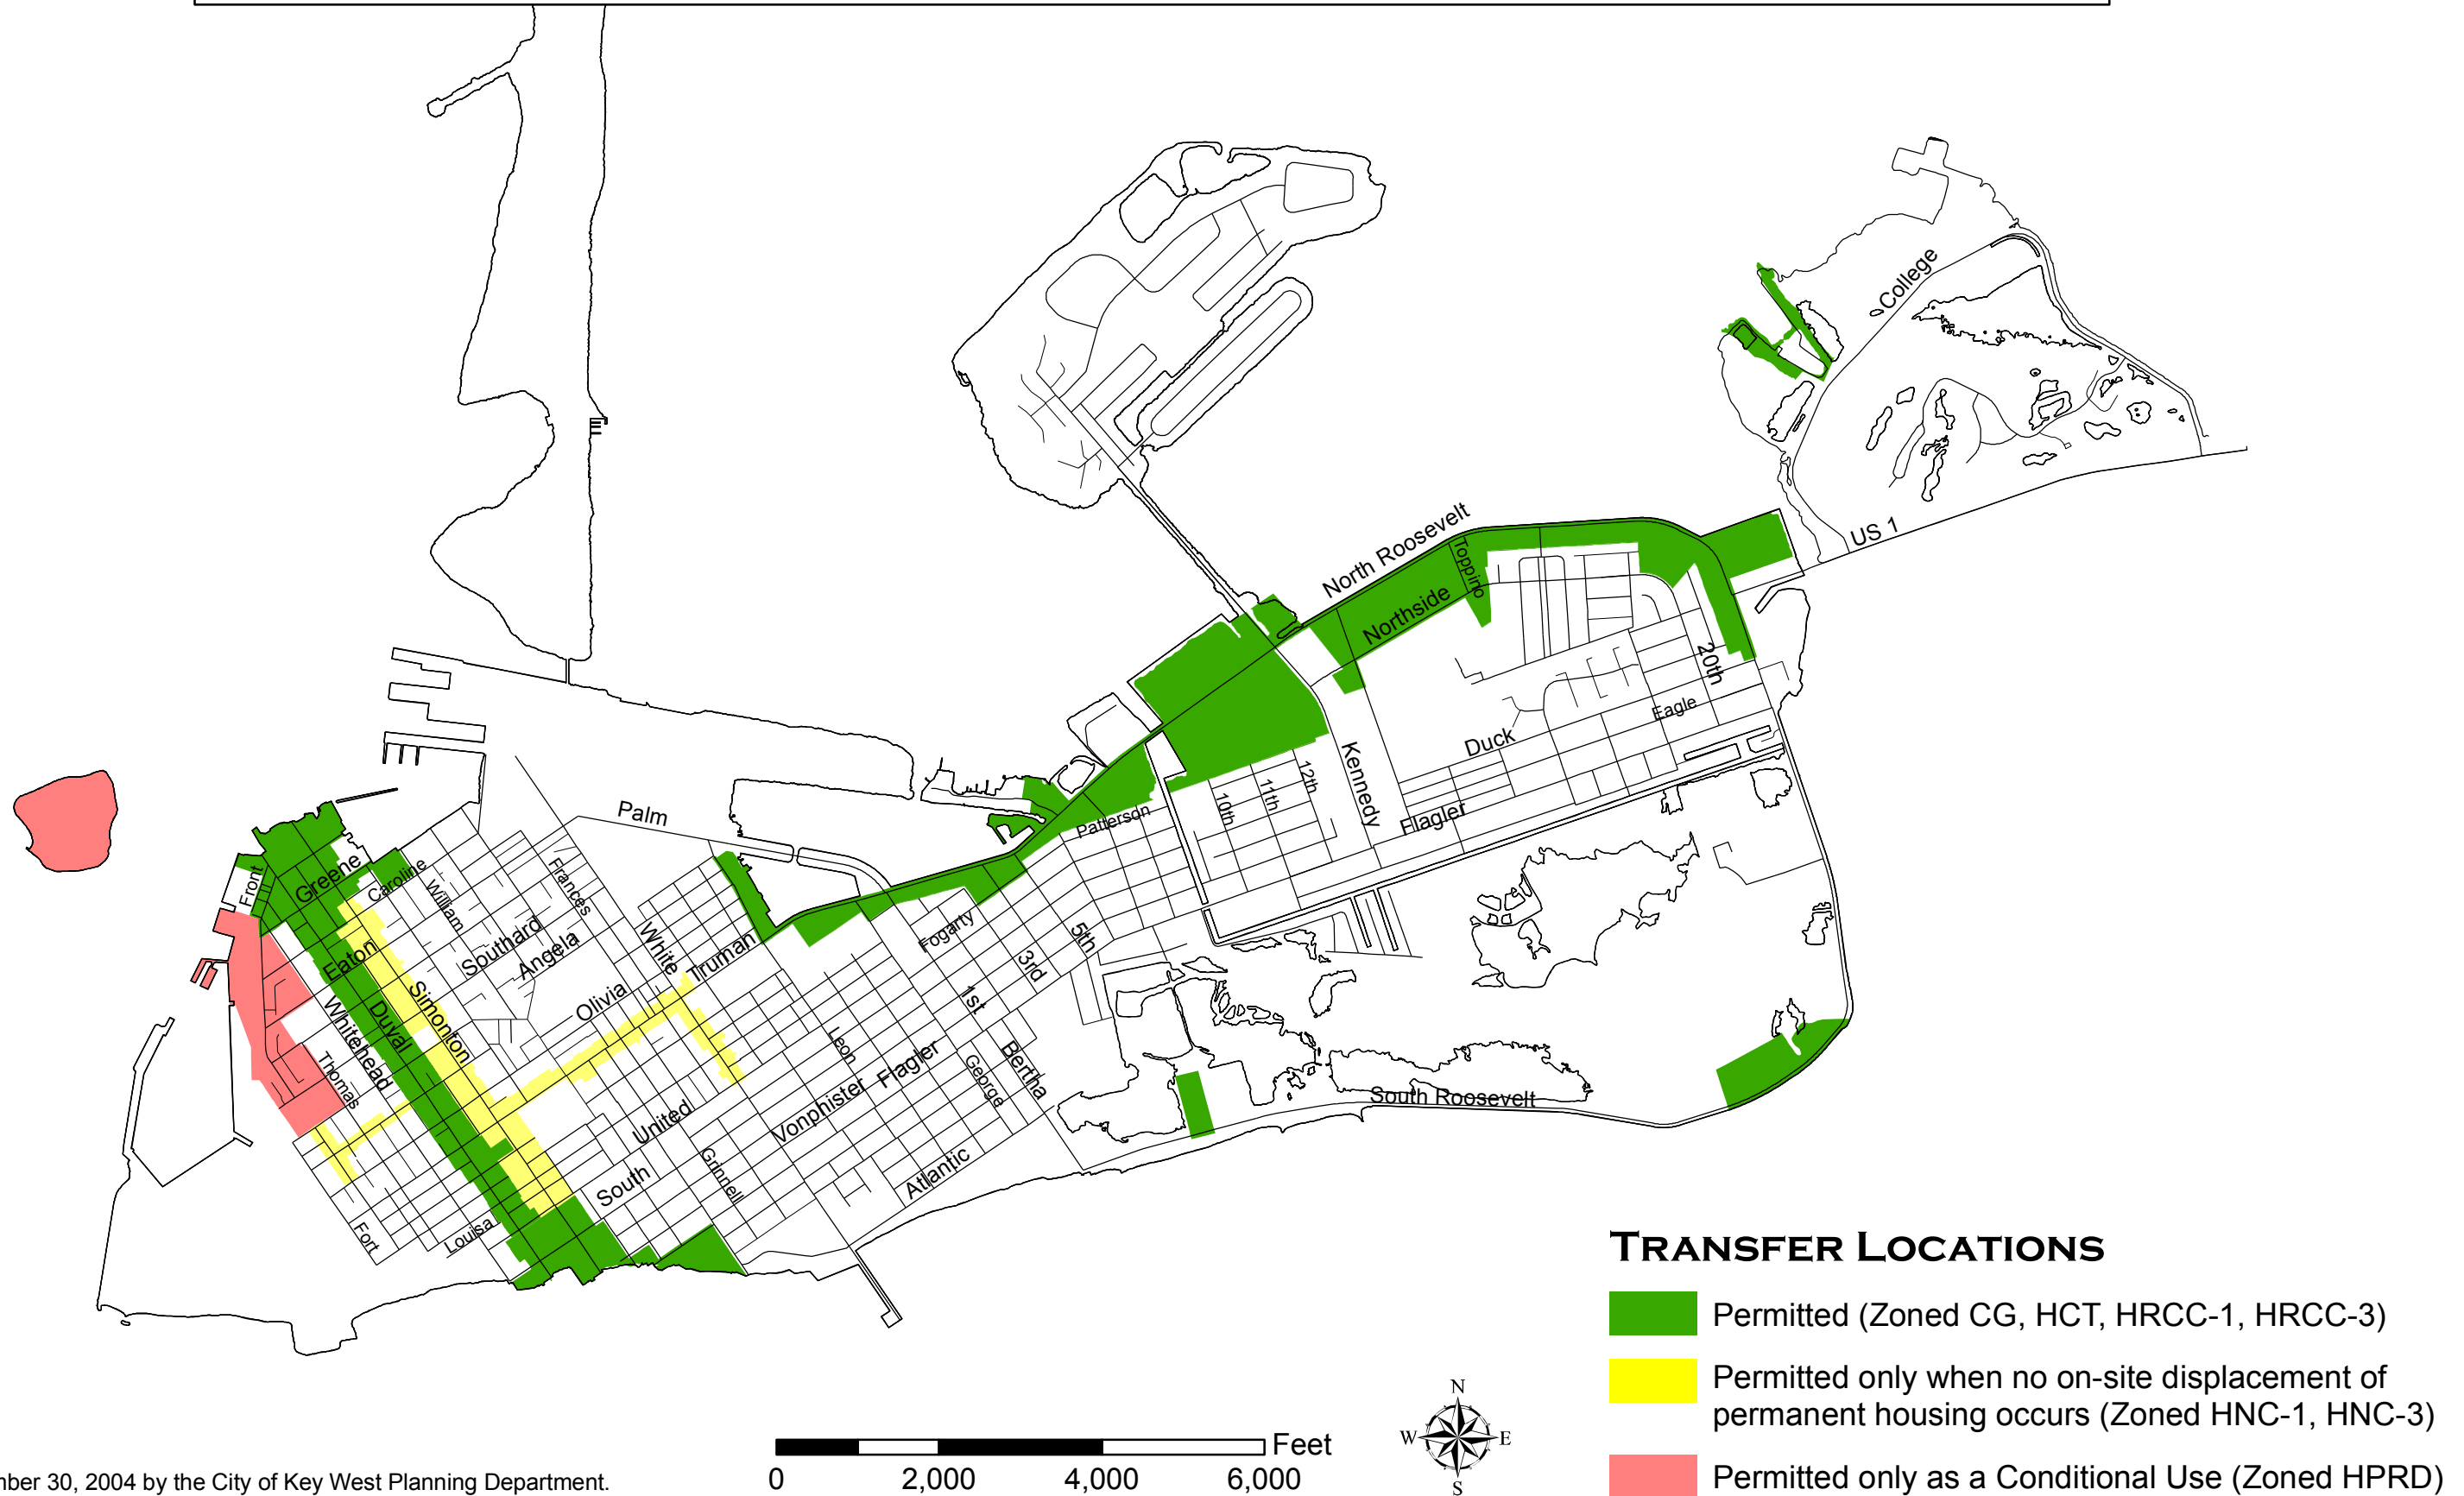 College
US 1
North Roosevelt
Toppino
Northside
20th
Eagle
Duck
Kennedy
12th
11th
10th
Flagler
Patterson
Palm
Front
Greene
Caroline
William
Frances
Southard
Angela
White
Truman
Fogarty
5th
3rd
1st
Eaton
Simonton
Duval
Whitehead
Thomas
Olivia
Leon
Flagler
George
Bertha
Vonphister
United
Grinnell
South
Atlantic
South Roosevelt
Louisa
Fort
TRANSFER LOCATIONS
Permitted (Zoned CG, HCT, HRCC-1, HRCC-3)
Permitted only when no on-site displacement of
permanent housing occurs (Zoned HNC-1, HNC-3)
Permitted only as a Conditional Use (Zoned HPRD)
N
W E
S
Feet
0 2,000 4,000 6,000
30, 2004 by the City of Key West Planning Department.